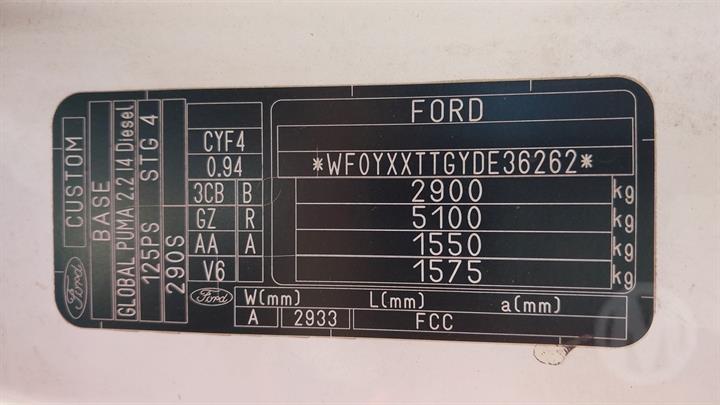 CUSTOM
BASE
GLOBAL PUMA 2.2 I4 Diesel
125PS STG 4
290S
Ford
CYF4
0.94
3CB B
GZ R
AA A
V6
FORD
*WF0YXXTTGYDE36262*
2900 kg
5100 kg
1550 kg
1575 kg
Ford W(mm) L(mm) a(mm)
A 2933 FCC
M